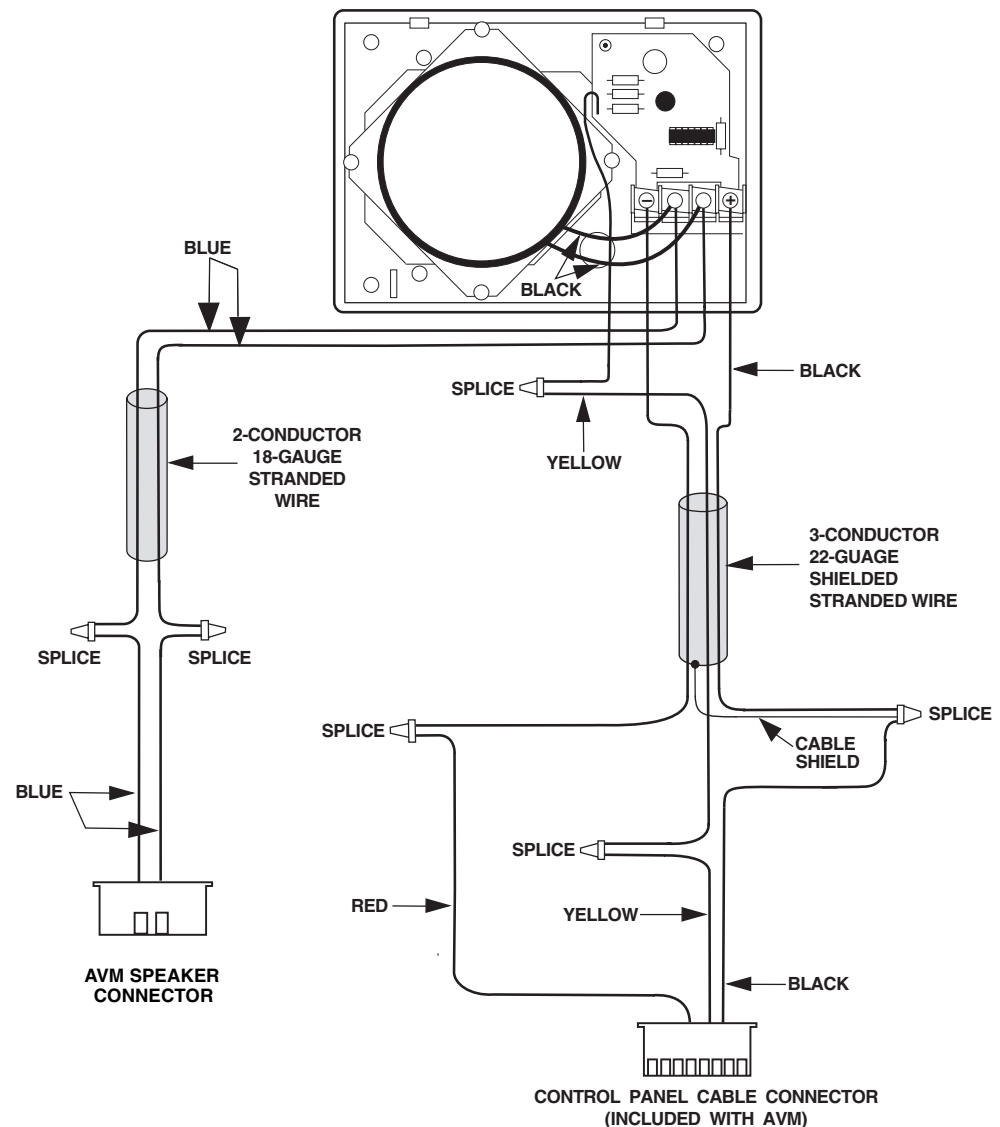 BLUE
BLACK
BLACK
SPLICE
YELLOW
2-CONDUCTOR
18-GAUGE
STRANDED
WIRE
3-CONDUCTOR
22-GUAGE
SHIELDED
STRANDED WIRE
SPLICE
SPLICE
SPLICE
SPLICE
CABLE
SHIELD
BLUE
SPLICE
RED
YELLOW
BLACK
AVM SPEAKER
CONNECTOR
CONTROL PANEL CABLE CONNECTOR
(INCLUDED WITH AVM)